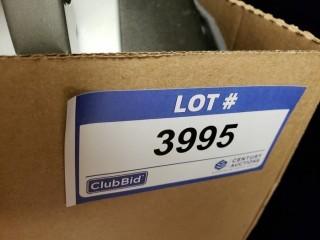 LOT #
3995
ClubBid
CENTURY
AUCTIONS